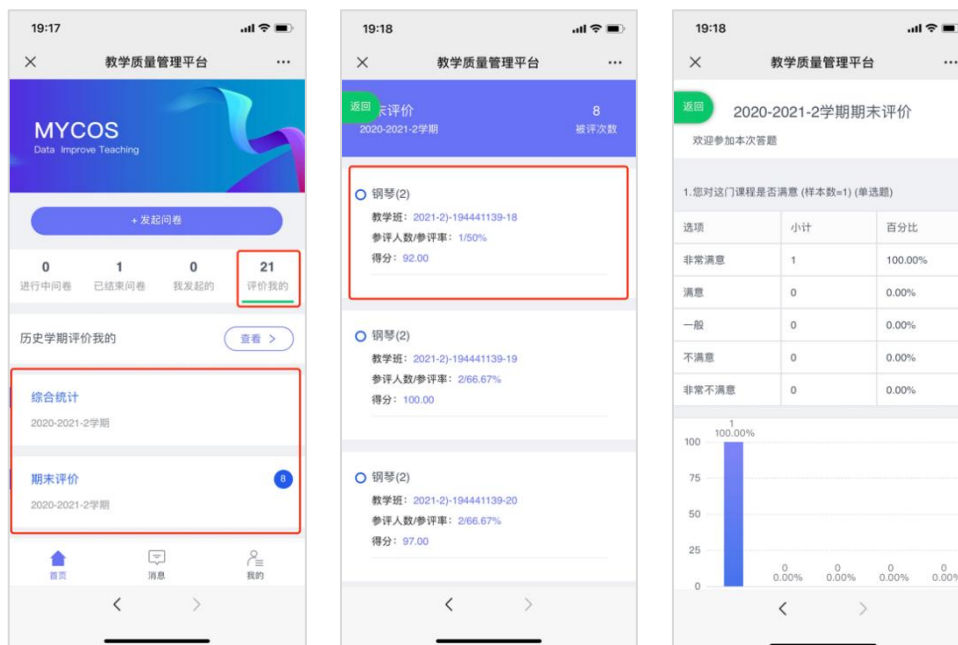 19:17
教学质量管理平台
MYCOS
Data Improve Teaching
+ 发起问卷
0 1 0 21
进行中问卷 已结束问卷 我发起的 评价我的
历史学期评价我的 查看 >
综合统计
2020-2021-2学期
期末评价 8
2020-2021-2学期
首页 消息 我的
19:18
教学质量管理平台
返回 末评价 8
2020-2021-2学期 被评次数
钢琴(2)
教学班：2021-2)-194441139-18
参评人数/参评率：1/50%
得分：92.00
钢琴(2)
教学班：2021-2)-194441139-19
参评人数/参评率：2/66.67%
得分：100.00
钢琴(2)
教学班：2021-2)-194441139-20
参评人数/参评率：2/66.67%
得分：97.00
19:18
教学质量管理平台
返回 2020-2021-2学期期末评价
欢迎参加本次答题
1.您对这门课程是否满意 (样本数=1) (单选题)
选项 小计 百分比
非常满意 1 100.00%
满意 0 0.00%
一般 0 0.00%
不满意 0 0.00%
非常不满意 0 0.00%
1
100.00%
100
75
50
25
0 0 0 0
0.00% 0.00% 0.00% 0.00%
0